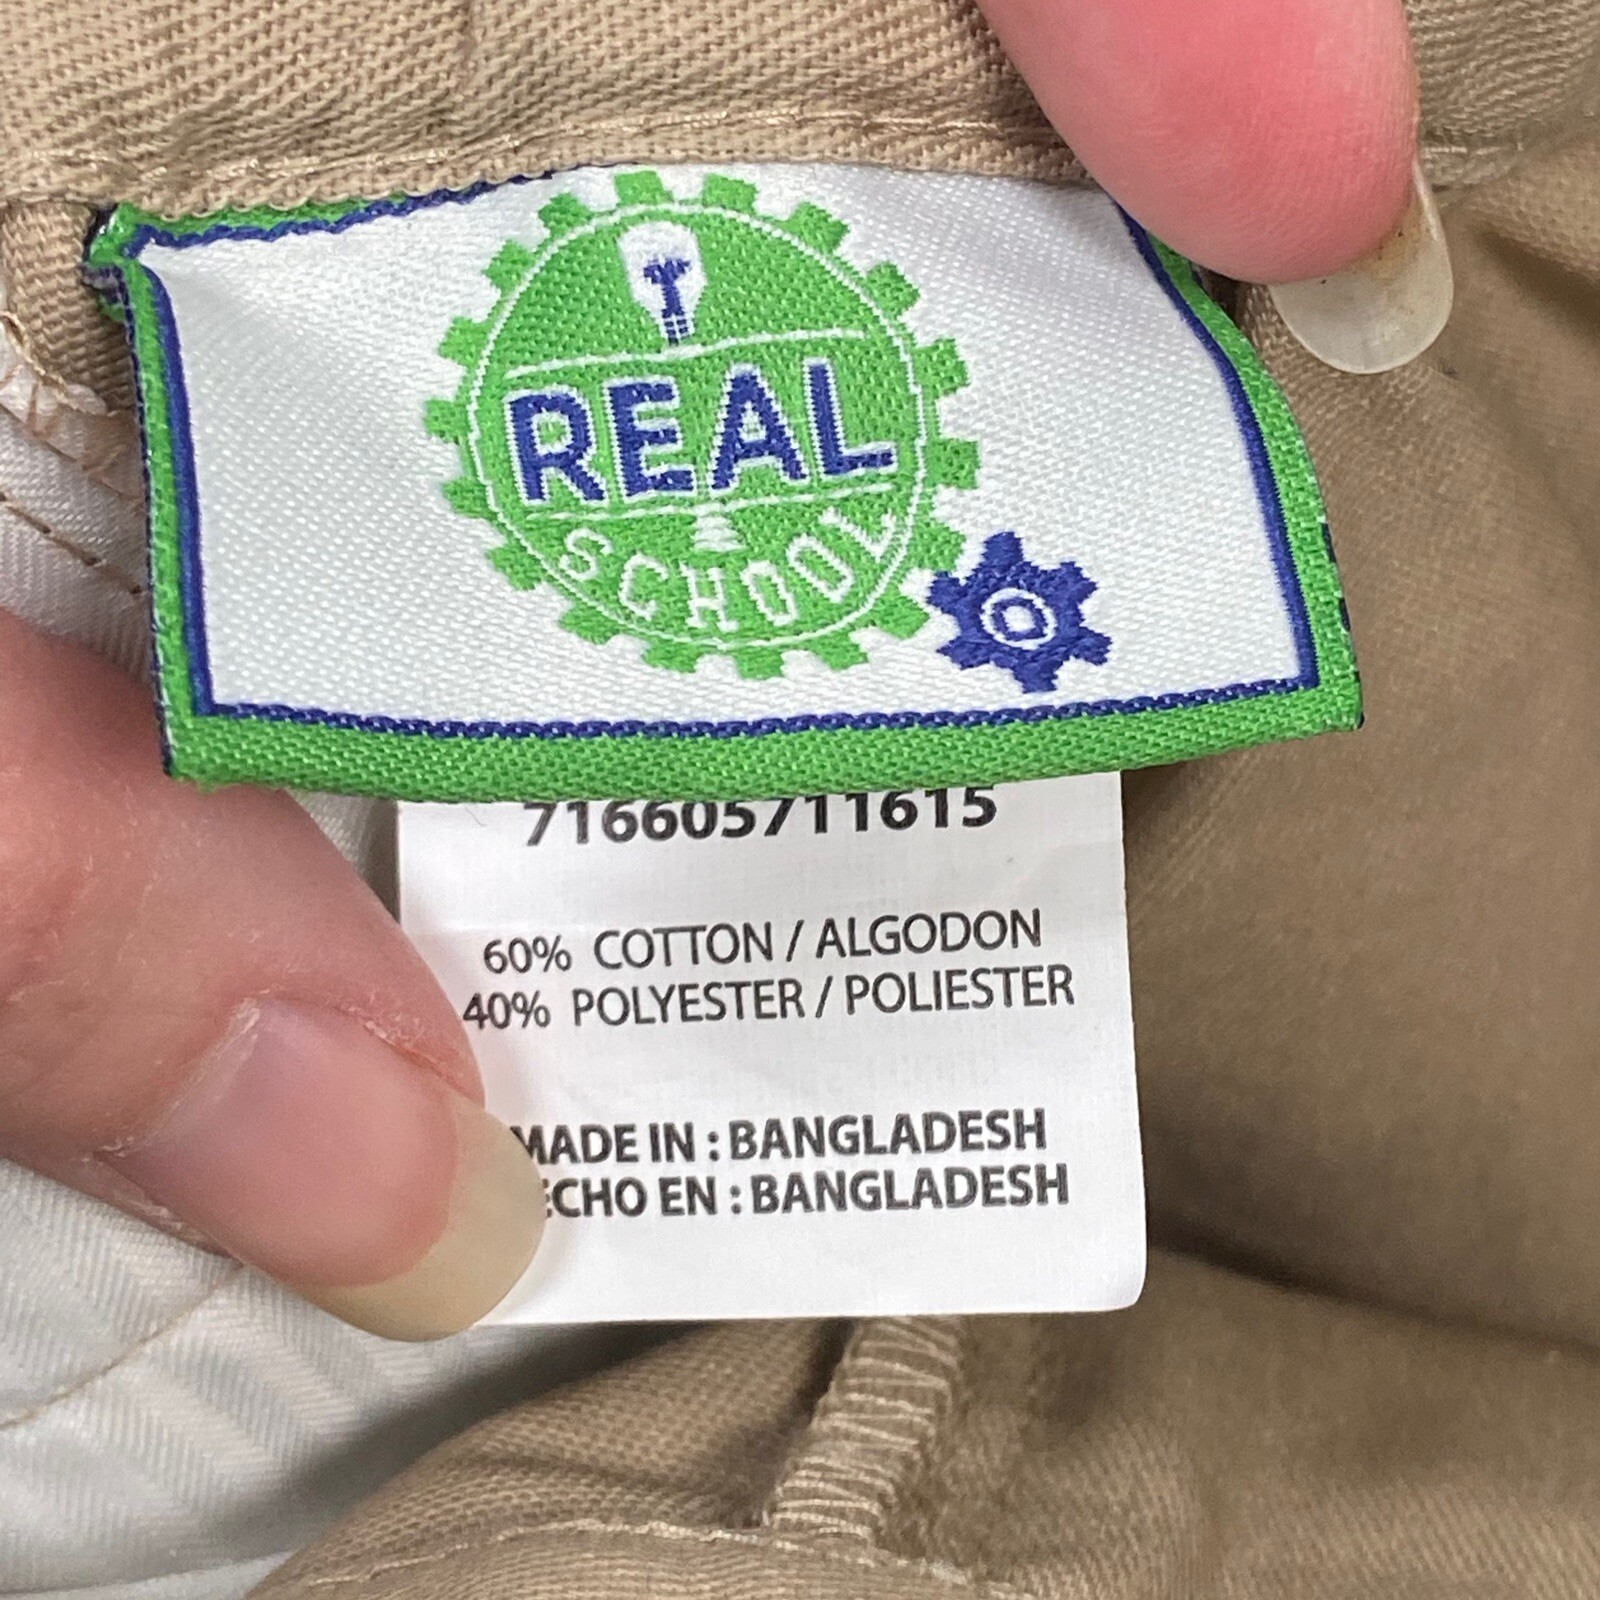 REAL
SCHOOL
716605711615
60% COTTON / ALGODON
40% POLYESTER / POLIESTER
MADE IN : BANGLADESH
ECHO EN : BANGLADESH